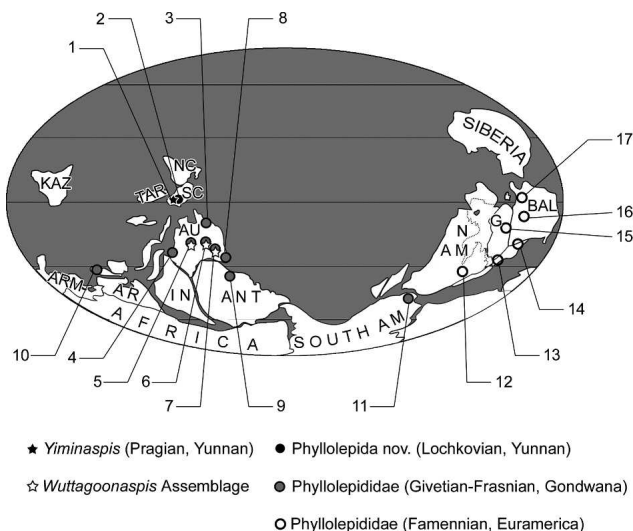 2 3 8
1
17
SIBERIA
NC
KAZ
TAR SC
BAL
16
AU
N
G
15
AM
ARM
AR
IN
ANT
14
AFRICA
SOUTH AM
10
4
13
5
6
12
7
9
11
★ Yiminaspis (Pragian, Yunnan)
● Phyllolepida nov. (Lochkovian, Yunnan)
☆ Wuttagoonaspis Assemblage
● Phyllolepididae (Givetian-Frasnian, Gondwana)
○ Phyllolepididae (Famennian, Euramerica)